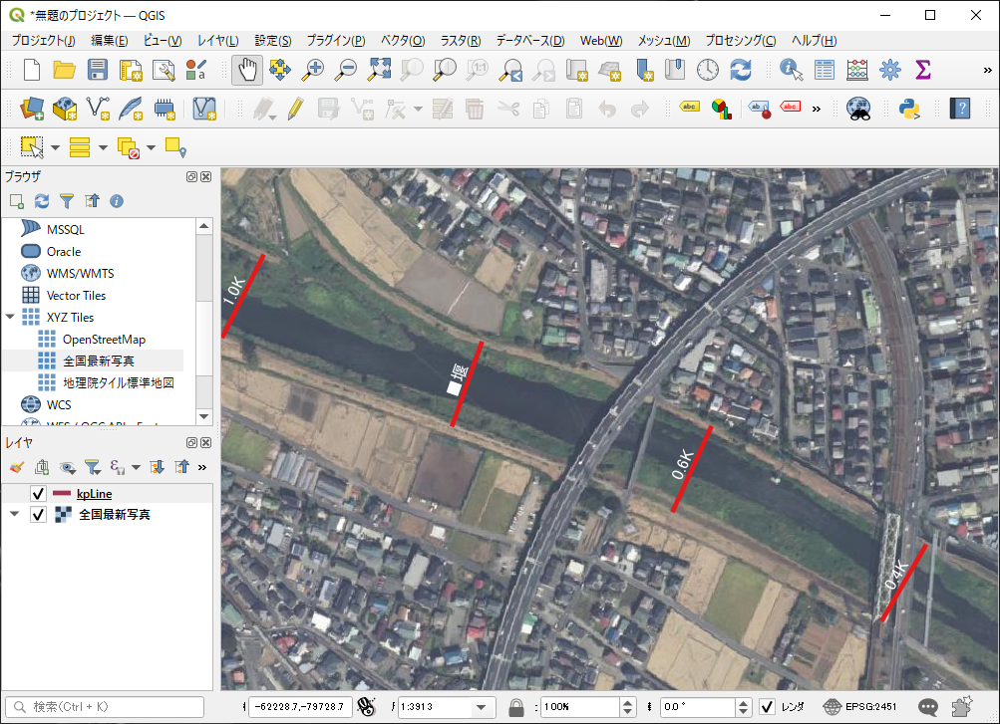 *無題のプロジェクト — QGIS
プロジェクト(J) 編集(E) ビュー(V) レイヤ(L) 設定(S) プラグイン(P) ベクタ(O) ラスタ(R) データベース(D) Web(W) メッシュ(M) プロセシング(C) ヘルプ(H)
ブラウザ
MSSQL
Oracle
WMS/WMTS
Vector Tiles
XYZ Tiles
OpenStreetMap
全国最新写真
地理院タイル標準地図
WCS
レイヤ
kpLine
全国最新写真
1.0K
■堰
0.6K
0.4K
検索(Ctrl + K)
-62228.7,-79728.7
1:3913
100%
0.0 °
レンダ
EPSG:2451